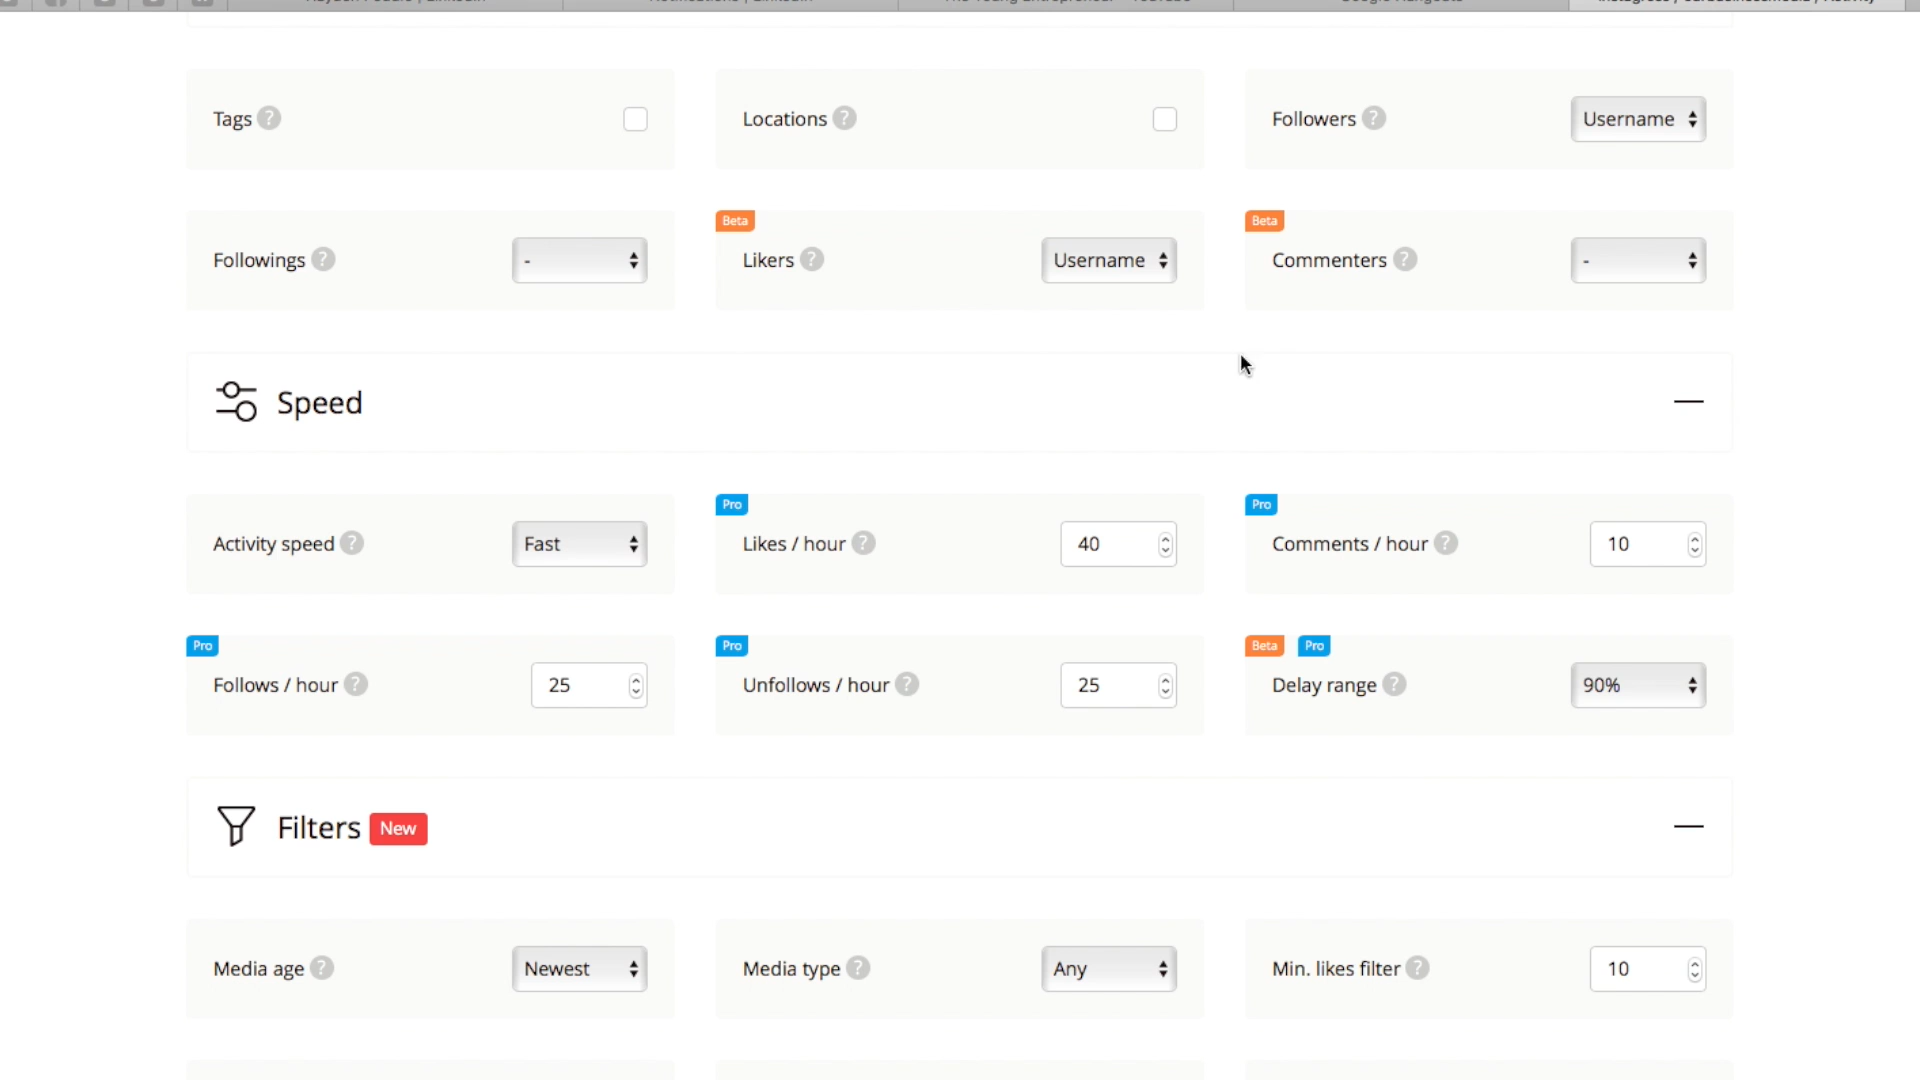 Tags ?
Locations ?
Followers ? Username
Followings ? -
Beta
Likers ? Username
Beta
Commenters ? -
Speed
Activity speed ? Fast
Pro
Likes / hour ? 40
Pro
Comments / hour ? 10
Pro
Follows / hour ? 25
Pro
Unfollows / hour ? 25
Beta Pro
Delay range ? 90%
Filters New
Media age ? Newest
Media type ? Any
Min. likes filter ? 10